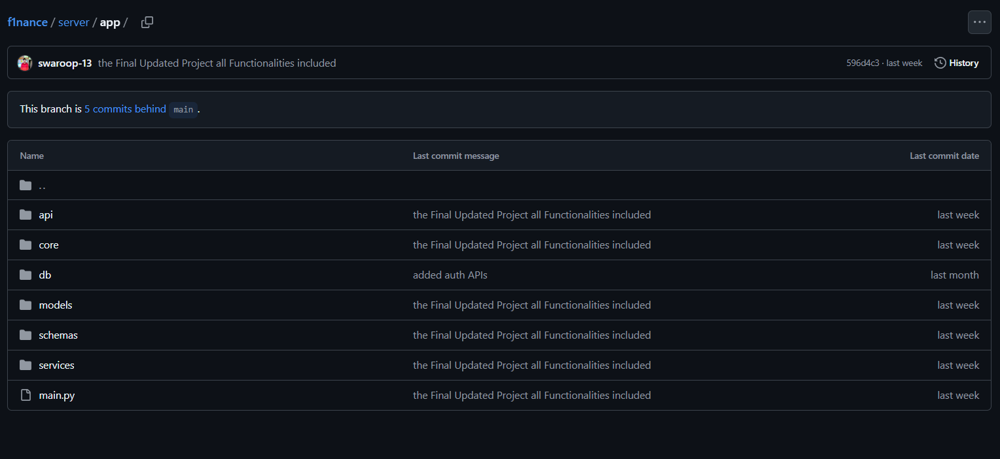 f1nance / server / app /
swaroop-13 the Final Updated Project all Functionalities included 596d4c3 · last week History
This branch is 5 commits behind main .
Name Last commit message Last commit date
..
api the Final Updated Project all Functionalities included last week
core the Final Updated Project all Functionalities included last week
db added auth APIs last month
models the Final Updated Project all Functionalities included last week
schemas the Final Updated Project all Functionalities included last week
services the Final Updated Project all Functionalities included last week
main.py the Final Updated Project all Functionalities included last week